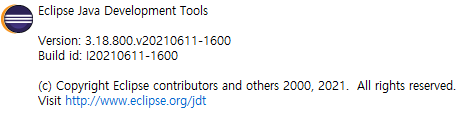 Eclipse Java Development Tools
Version: 3.18.800.v20210611-1600
Build id: I20210611-1600
(c) Copyright Eclipse contributors and others 2000, 2021.  All rights reserved.
Visit http://www.eclipse.org/jdt